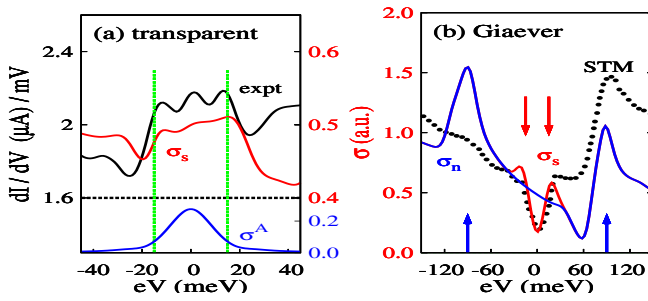 (a) transparent
dI/dV (μA) / mV
2.4
2
1.6
0.6
0.5
0.4
0.2
0.0
expt
σs
σA
-40 -20 0 20 40
eV (meV)
(b) Giaever
σ (a.u.)
2.0
1.5
1.0
0.5
0.0
STM
σn
σs
-120 -60 0 60 120
eV (meV)